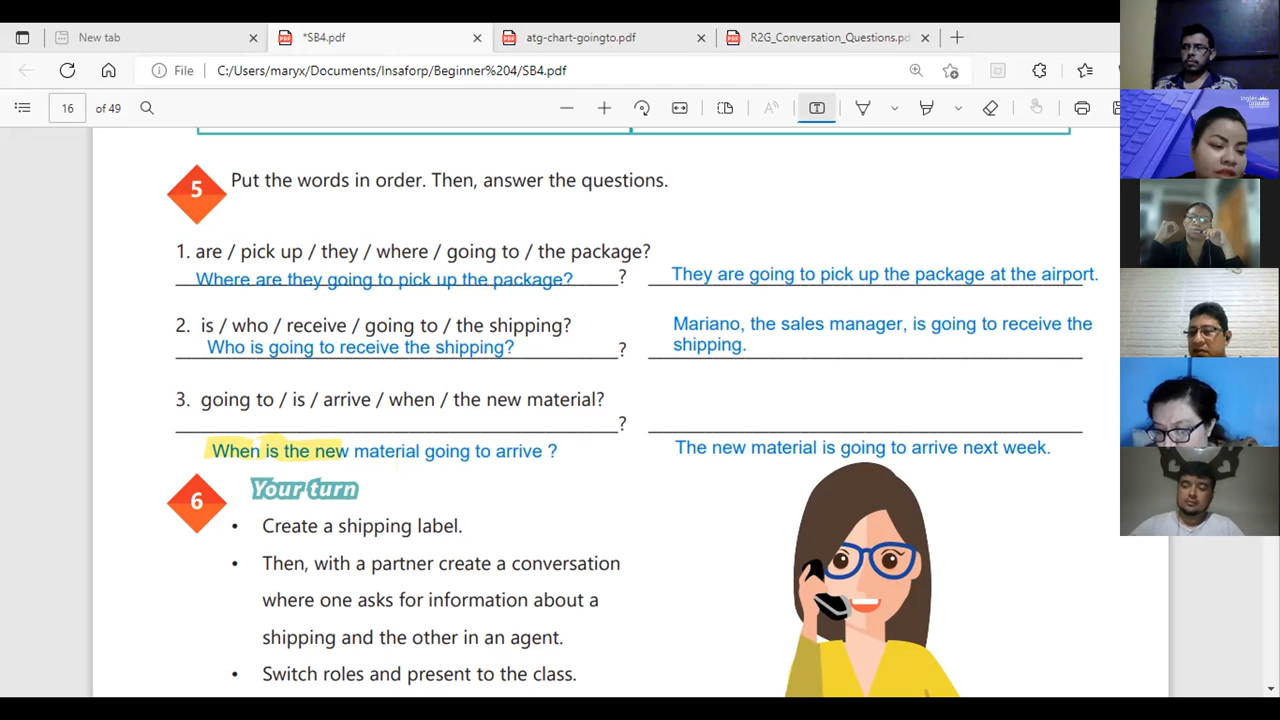 New tab
*SB4.pdf
atg-chart-goingto.pdf
R2G_Conversation_Questions.pd
File
C:/Users/maryx/Documents/Insaforp/Beginner%204/SB4.pdf
16 of 49
5 Put the words in order. Then, answer the questions.
1. are / pick up / they / where / going to / the package?
Where are they going to pick up the package? ?
They are going to pick up the package at the airport.
2. is / who / receive / going to / the shipping?
Who is going to receive the shipping? ?
Mariano, the sales manager, is going to receive the
shipping.
3. going to / is / arrive / when / the new material?
?
When is the new material going to arrive ?
The new material is going to arrive next week.
6 Your turn
• Create a shipping label.
• Then, with a partner create a conversation
where one asks for information about a
shipping and the other in an agent.
• Switch roles and present to the class.